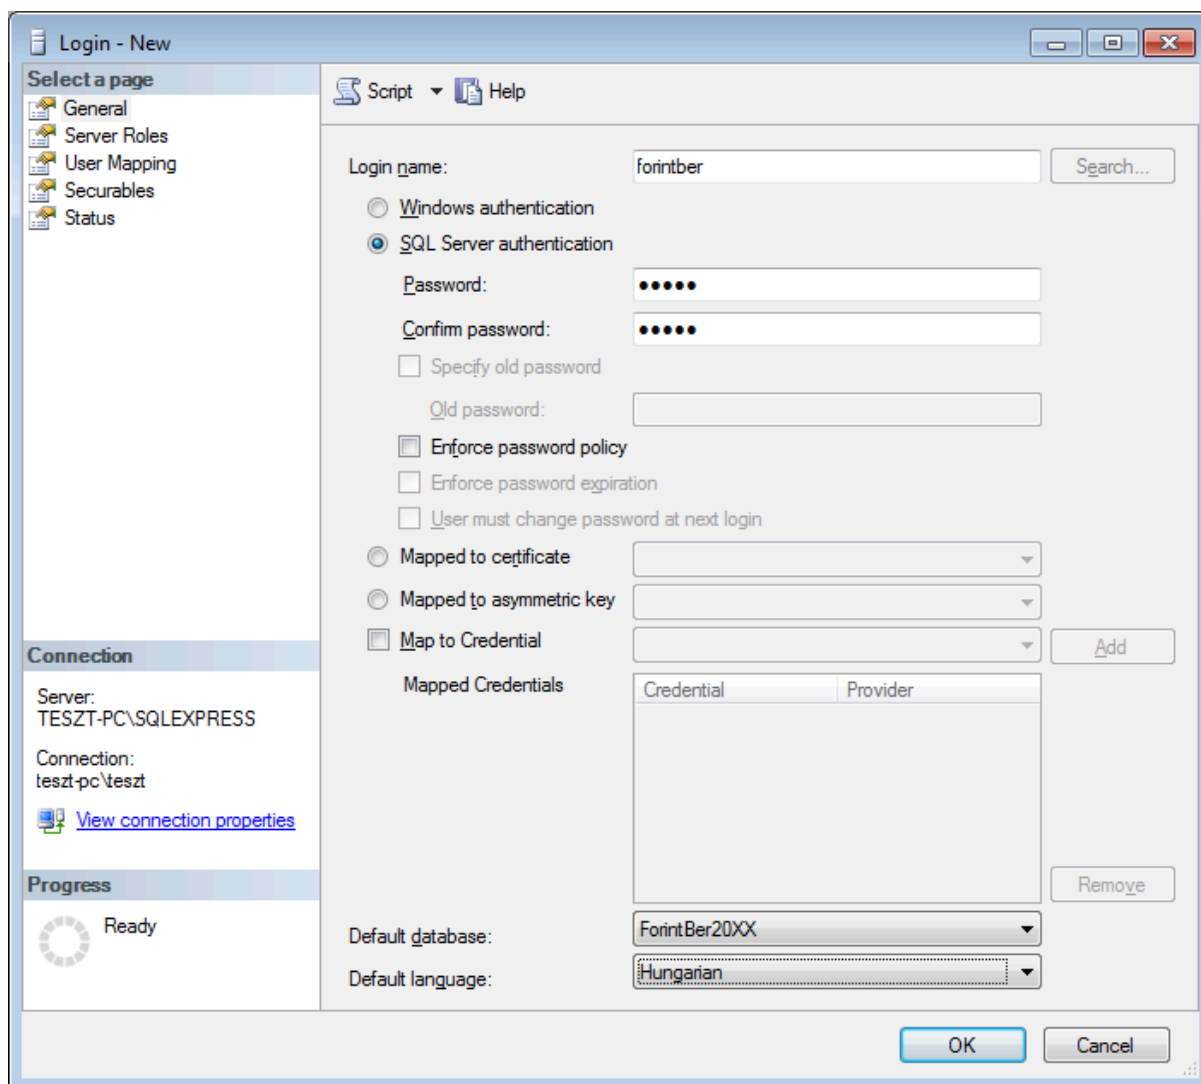 Login - New
Select a page
General
Server Roles
User Mapping
Securables
Status
Script
Help
Login name:
forintber
Search...
Windows authentication
SQL Server authentication
Password:
●●●●●
Confirm password:
●●●●●
Specify old password
Old password:
Enforce password policy
Enforce password expiration
User must change password at next login
Mapped to certificate
Mapped to asymmetric key
Map to Credential
Add
Mapped Credentials
Credential
Provider
Remove
Default database:
ForintBer20XX
Default language:
Hungarian
Connection
Server:
TESZT-PC\SQLEXPRESS
Connection:
teszt-pc\teszt
View connection properties
Progress
Ready
OK
Cancel